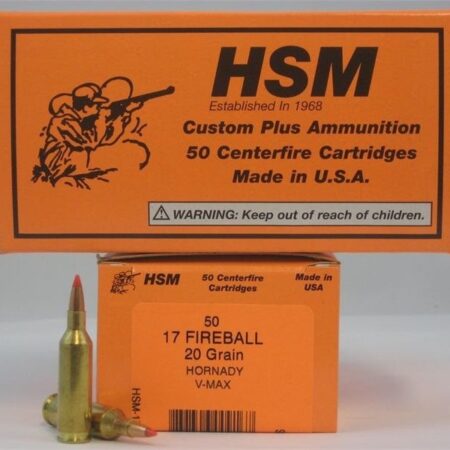 HSM
Established In 1968
Custom Plus Ammunition
50 Centerfire Cartridges
Made in U.S.A.
WARNING: Keep out of reach of children.
HSM
50 Centerfire
Cartridges
Made in
USA
50
17 FIREBALL
20 Grain
HORNADY
V-MAX